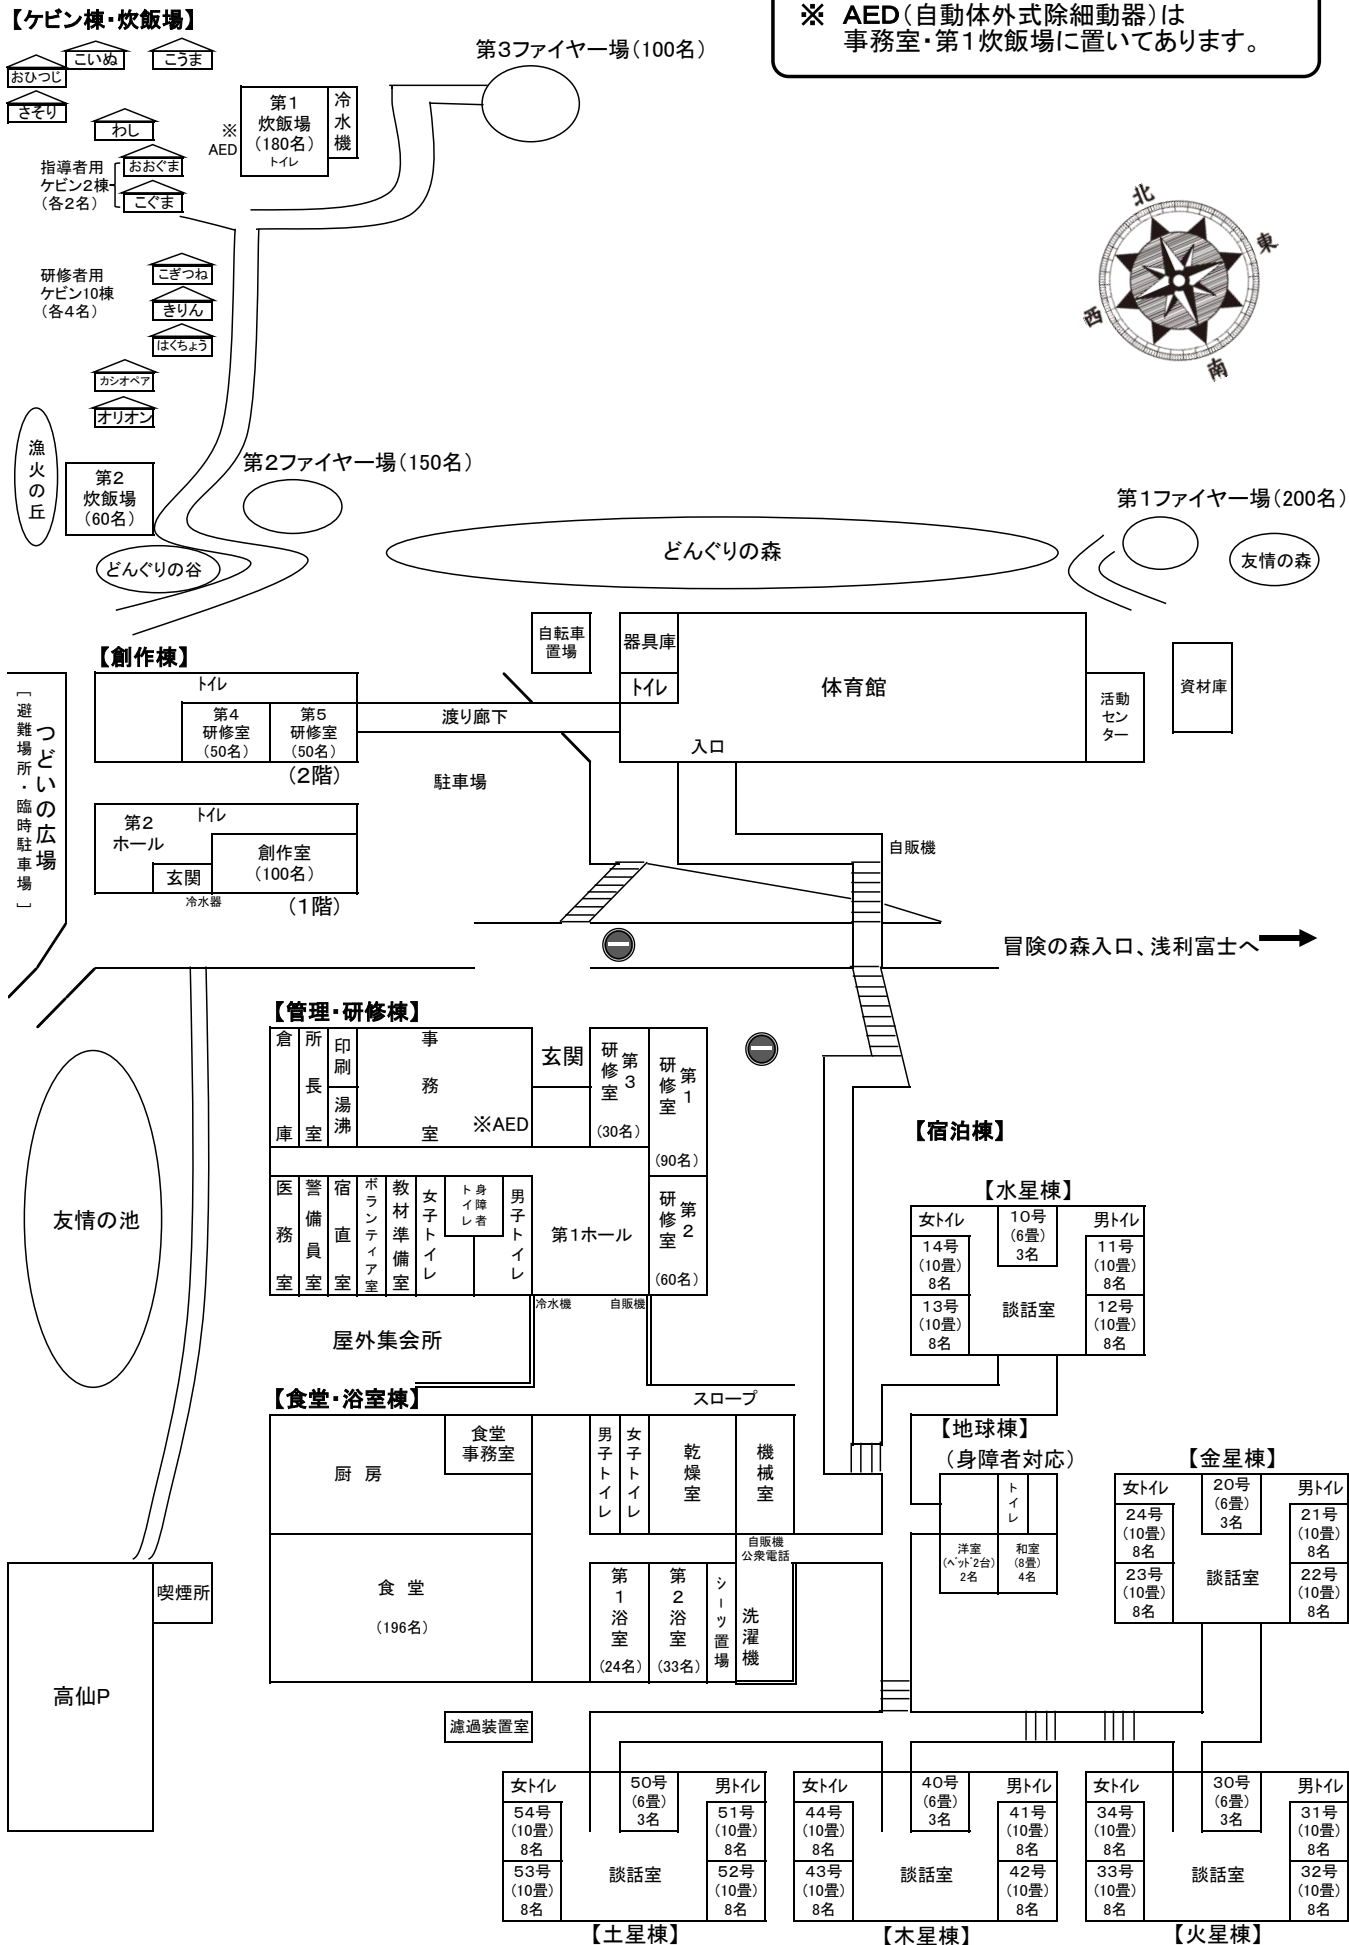 【ケビン棟・炊飯場】
※ AED(自動体外式除細動器)は
事務室・第1炊飯場に置いてあります。
こいぬ
こうま
おひつじ
さそり
わし
指導者用
ケビン2棟
(各2名)
おおぐま
こぐま
※
AED
第1
炊飯場
(180名)
トイレ
冷水機
第3ファイヤー場(100名)
北
東
西
南
研修者用
ケビン10棟
(各4名)
こぎつね
きりん
はくちょう
カシオペア
オリオン
漁火の丘
第2
炊飯場
(60名)
第2ファイヤー場(150名)
どんぐりの谷
どんぐりの森
第1ファイヤー場(200名)
友情の森
【創作棟】
トイレ
第4
研修室
(50名)
第5
研修室
(50名)
(2階)
渡り廊下
自転車
置場
器具庫
トイレ
体育館
入口
活動
セン
ター
資材庫
つどいの広場
[避難場所・臨時駐車場]
駐車場
第2
ホール
トイレ
玄関
創作室
(100名)
冷水器
(1階)
自販機
冒険の森入口、浅利富士へ
【管理・研修棟】
倉庫
所長室
印刷
湯沸
事務室
※AED
玄関
第3
研修室
(30名)
第1
研修室
(90名)
医務室
警備員室
宿直室
ボランティア室
教材準備室
女子トイレ
身障者
トイレ
男子トイレ
第1ホール
第2
研修室
(60名)
冷水機
自販機
屋外集会所
友情の池
【宿泊棟】
【水星棟】
女トイレ
10号
(6畳)
3名
男トイレ
14号
(10畳)
8名
11号
(10畳)
8名
13号
(10畳)
8名
談話室
12号
(10畳)
8名
【食堂・浴室棟】
スロープ
厨 房
食堂
事務室
男子トイレ
女子トイレ
乾燥室
機械室
自販機
公衆電話
食 堂
(196名)
第1浴室
(24名)
第2浴室
(33名)
シーツ置場
洗濯機
【地球棟】
(身障者対応)
トイレ
洋室
(ベッド2台)
2名
和室
(8畳)
4名
【金星棟】
女トイレ
20号
(6畳)
3名
男トイレ
24号
(10畳)
8名
21号
(10畳)
8名
23号
(10畳)
8名
談話室
22号
(10畳)
8名
喫煙所
高仙P
濾過装置室
女トイレ
50号
(6畳)
3名
男トイレ
54号
(10畳)
8名
51号
(10畳)
8名
53号
(10畳)
8名
談話室
52号
(10畳)
8名
【土星棟】
女トイレ
40号
(6畳)
3名
男トイレ
44号
(10畳)
8名
41号
(10畳)
8名
43号
(10畳)
8名
談話室
42号
(10畳)
8名
【木星棟】
女トイレ
30号
(6畳)
3名
男トイレ
34号
(10畳)
8名
31号
(10畳)
8名
33号
(10畳)
8名
談話室
32号
(10畳)
8名
【火星棟】